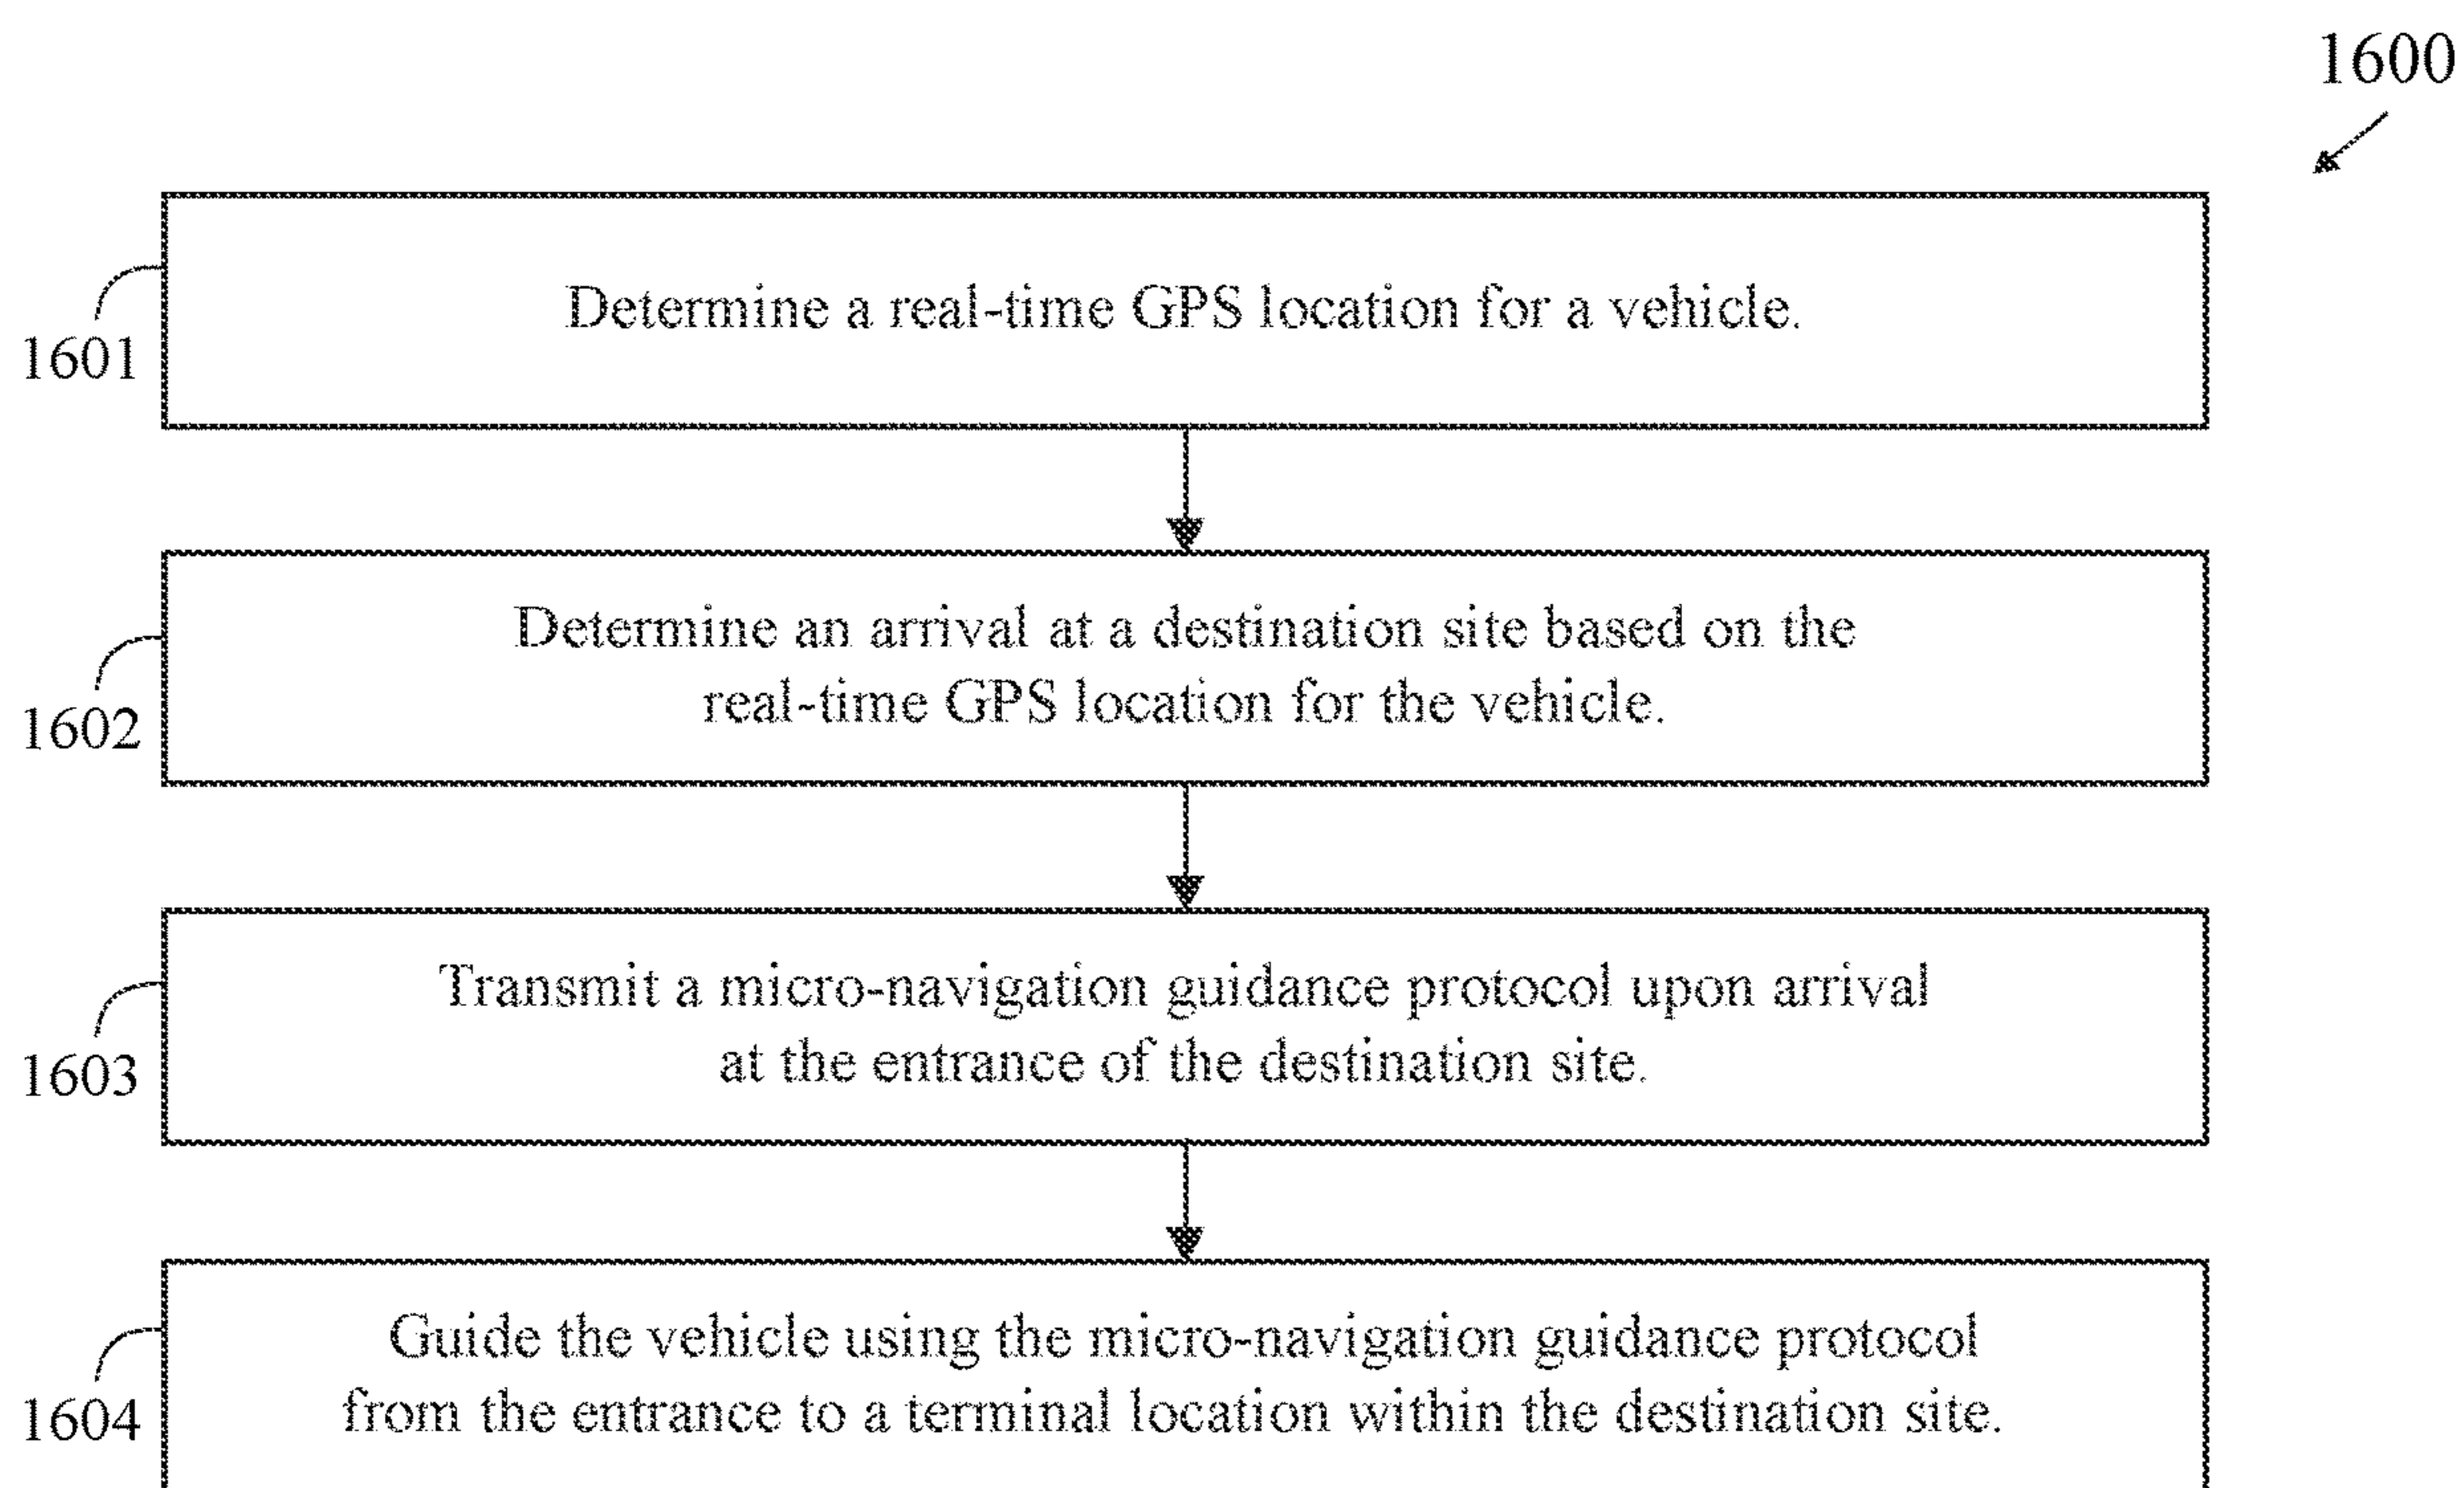 1600
Determine a real-time GPS location for a vehicle.
1601
Determine an arrival at a destination site based on the
real-time GPS location for the vehicle.
1602
Transmit a micro-navigation guidance protocol upon arrival
at the entrance of the destination site.
1603
Guide the vehicle using the micro-navigation guidance protocol
from the entrance to a terminal location within the destination site.
1604